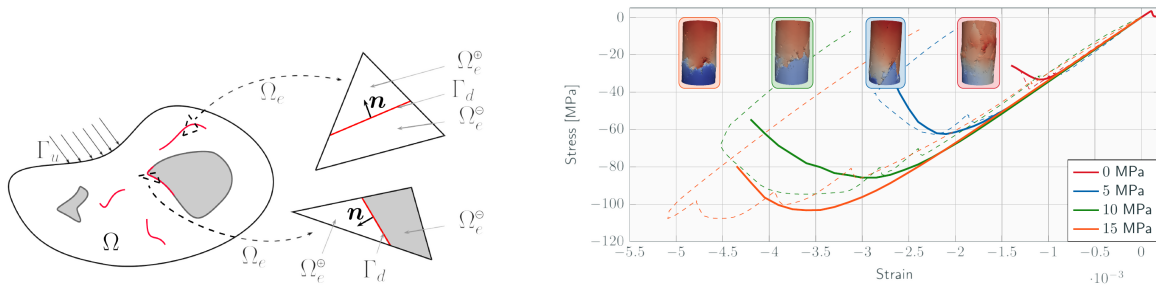 Ω_e^⊕
Ω_e
n
Γ_d
Ω_e^⊖
Γ_u
n
Ω_e^⊖
Ω
Ω_e
Ω_e^⊕
Γ_d
Stress [MPa]
0
−20
−40
−60
−80
−100
−120
0 MPa
5 MPa
10 MPa
15 MPa
−5.5 −5 −4.5 −4 −3.5 −3 −2.5 −2 −1.5 −1 −0.5 0
Strain
·10⁻³